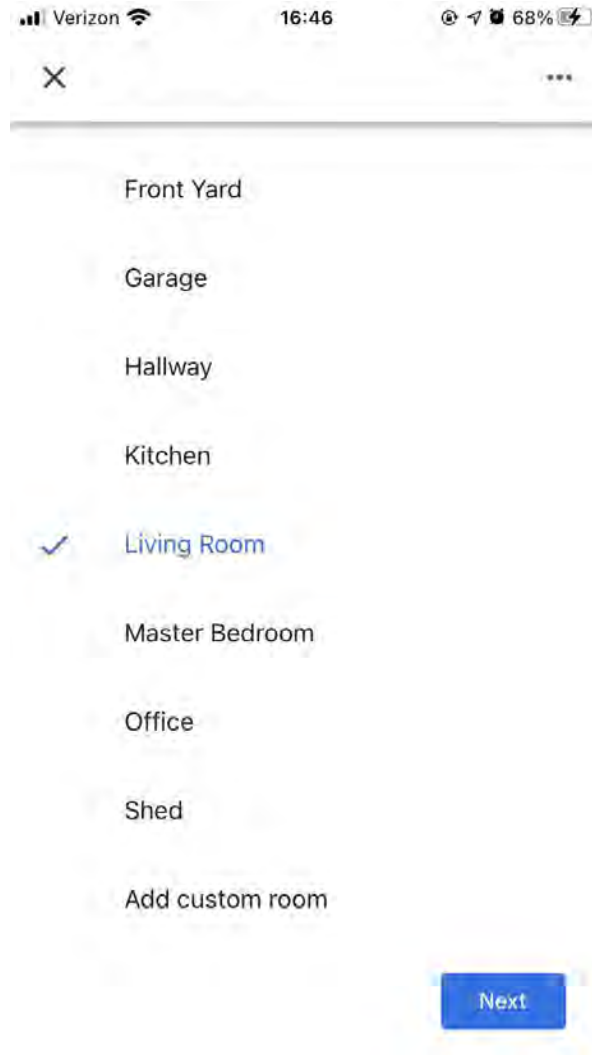 Verizon 16:46 68%
Front Yard
Garage
Hallway
Kitchen
Living Room
Master Bedroom
Office
Shed
Add custom room
Next